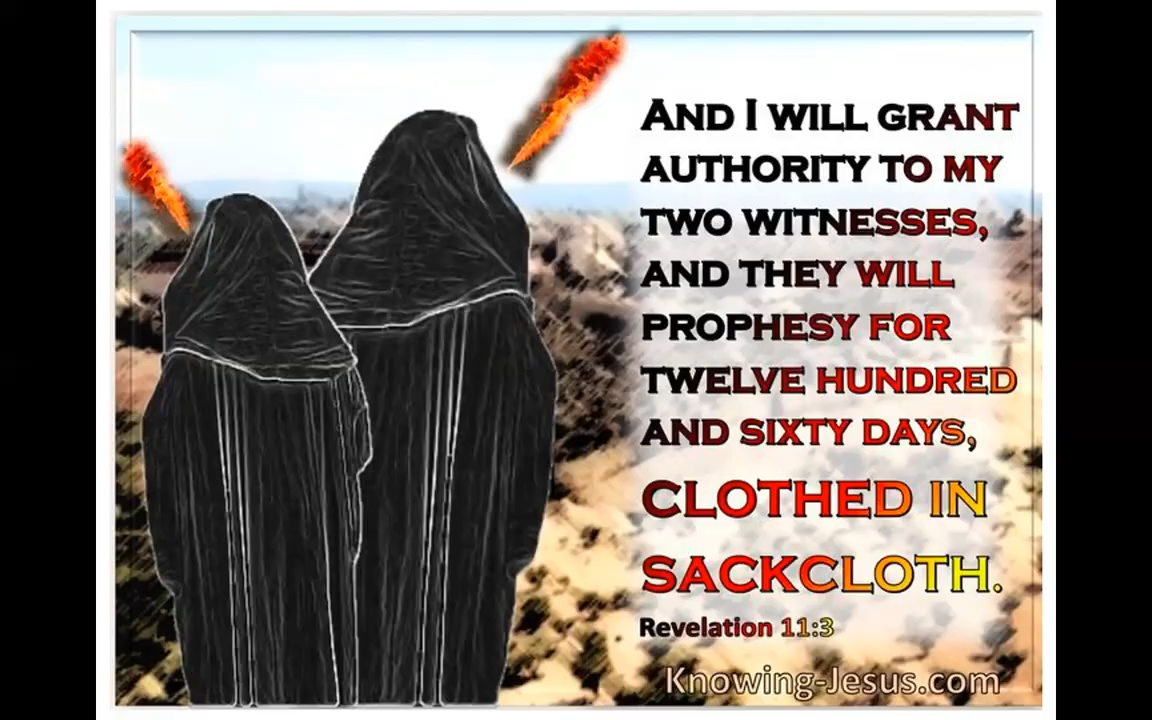 AND I WILL GRANT
AUTHORITY TO MY
TWO WITNESSES,
AND THEY WILL
PROPHESY FOR
TWELVE HUNDRED
AND SIXTY DAYS,
CLOTHED IN
SACKCLOTH.
Revelation 11:3
Knowing-Jesus.com